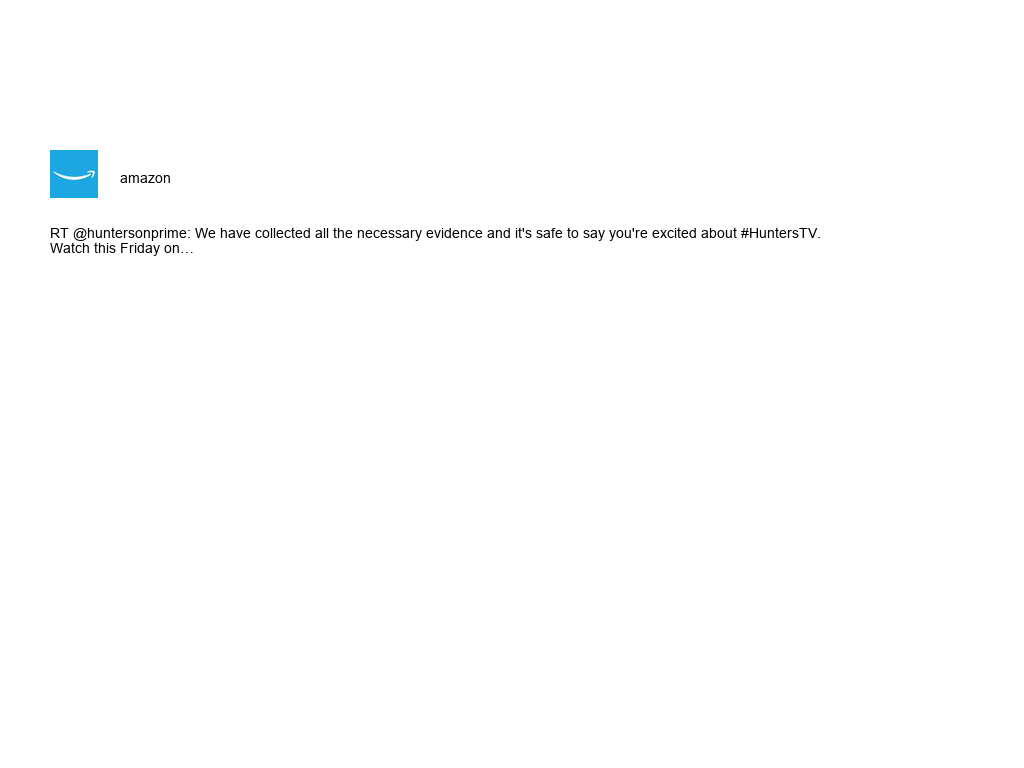 amazon
RT @huntersonprime: We have collected all the necessary evidence and it's safe to say you're excited about #HuntersTV.
Watch this Friday on…